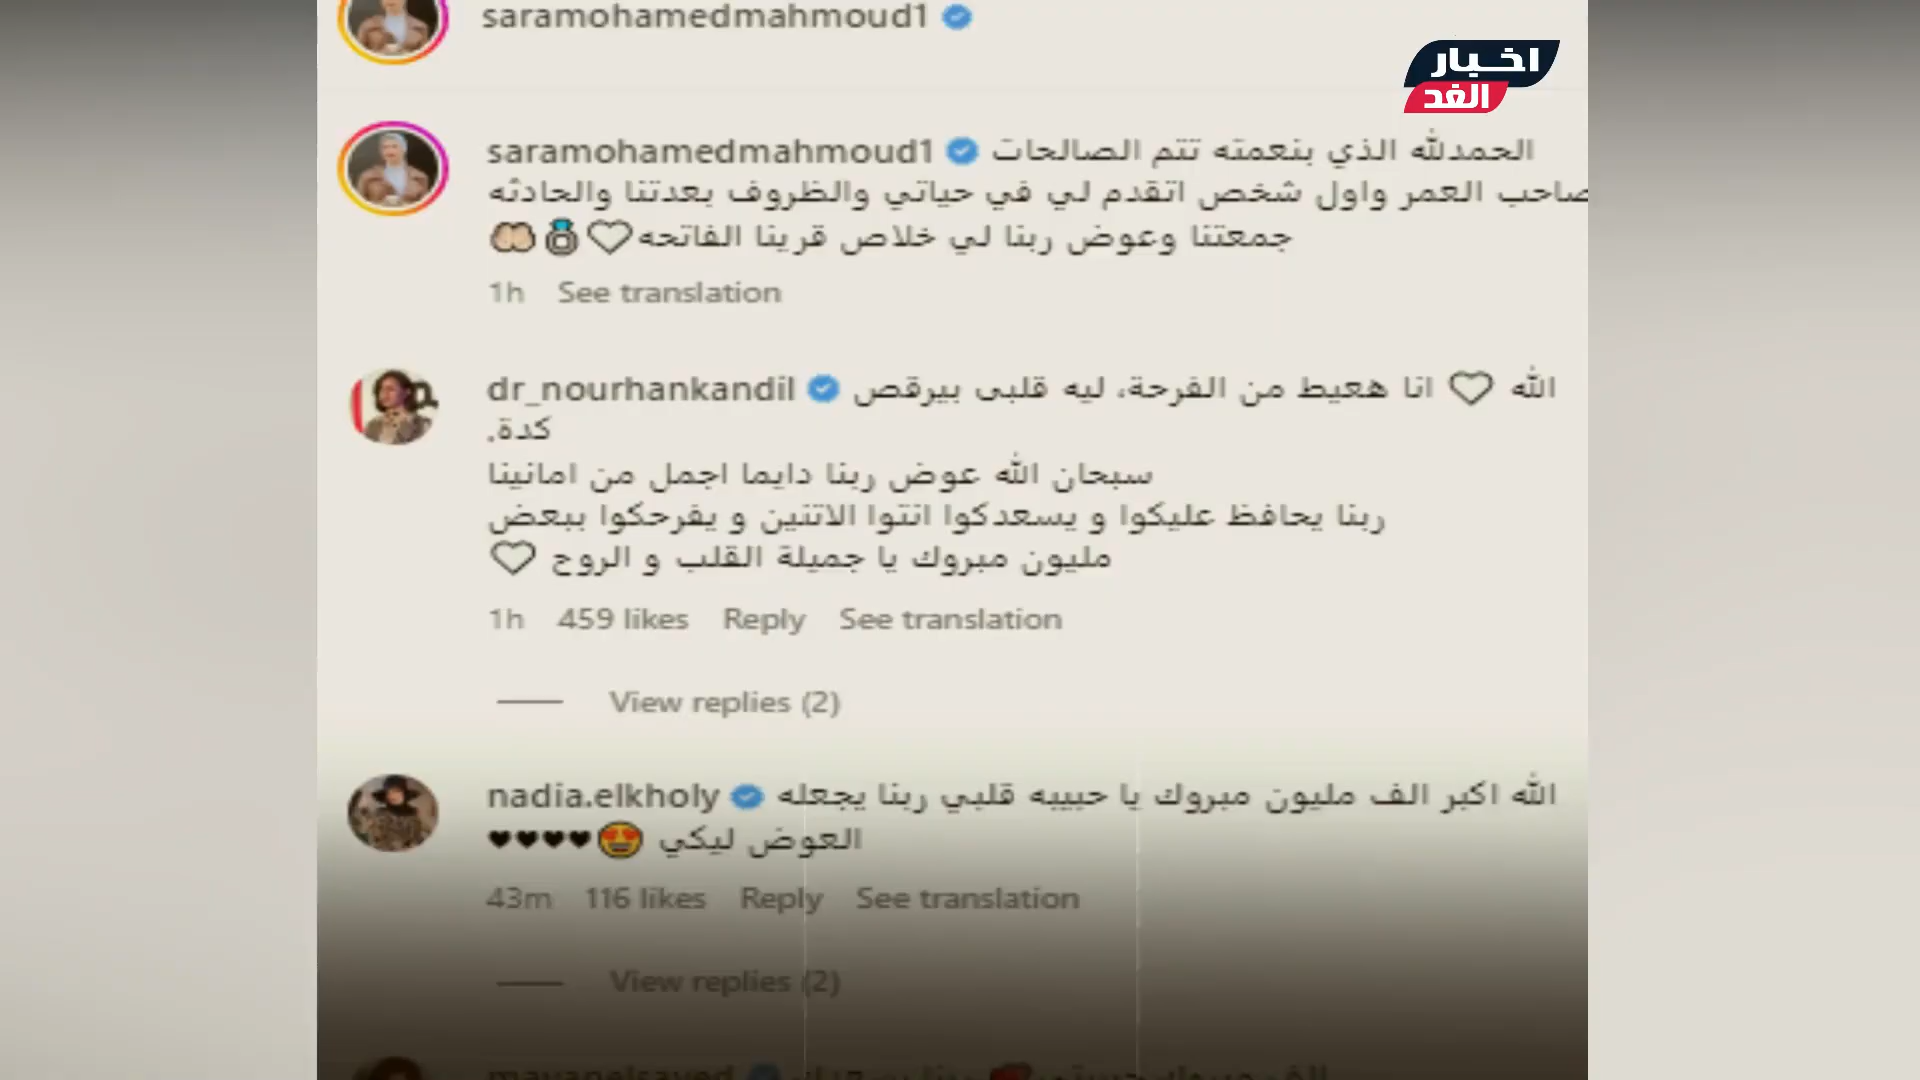 saramohamedmahmoud1
اخبار
الغد
saramohamedmahmoud1 الحمدلله الذي بنعمته تتم الصالحات
صاحب العمر واول شخص اتقدم لي في حياتي والظروف بعدتنا والحادثه
جمعتنا وعوض ربنا لي خلاص قرينا الفاتحه🤍💍🤲🏻
1h See translation
dr_nourhankandil الله 🤍 انا هعيط من الفرحة، ليه قلبى بيرقص
كدة.
سبحان الله عوض ربنا دايما اجمل من امانينا
ربنا يحافظ عليكوا و يسعدكوا انتوا الاتنين و يفرحكوا ببعض
مليون مبروك يا جميلة القلب و الروح 🤍
1h 459 likes Reply See translation
View replies (2)
nadia.elkholy الله اكبر الف مليون مبروك يا حبيبه قلبي ربنا يجعله
العوض ليكي 😍♥♥♥♥
43m 116 likes Reply See translation
View replies (2)